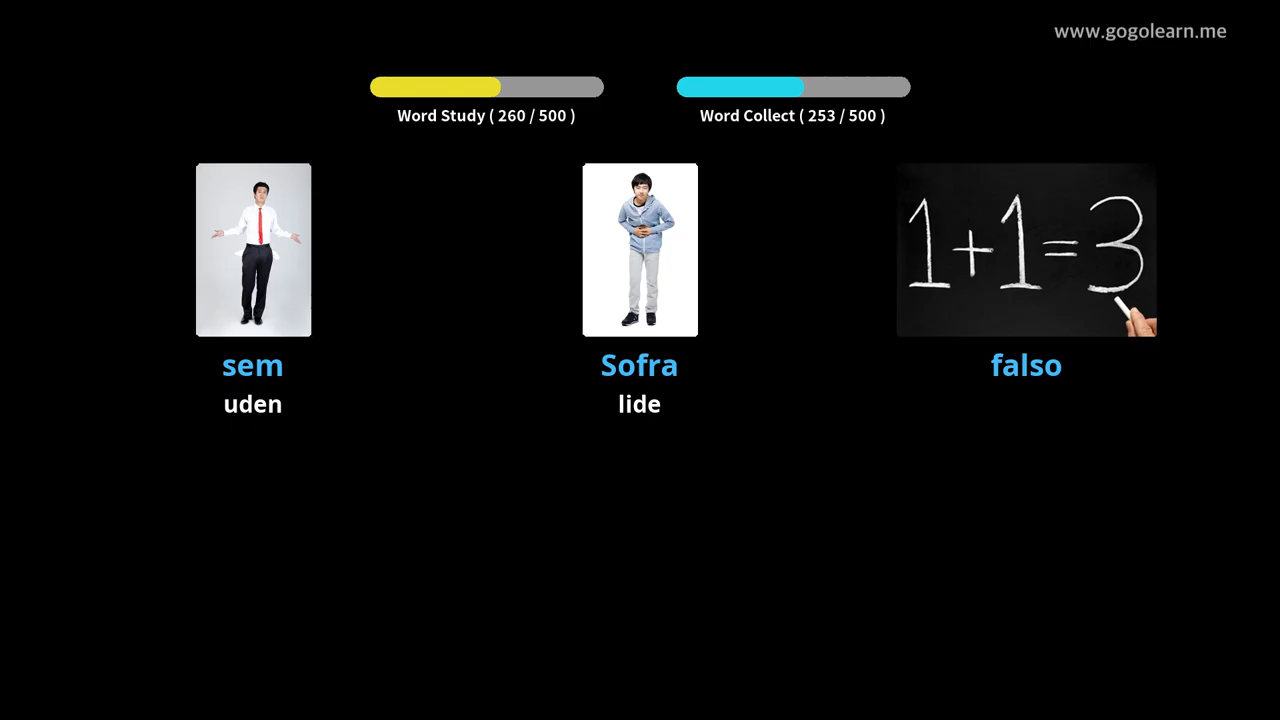 www.gogolearn.me
Word Study ( 260 / 500 )
Word Collect ( 253 / 500 )
1+1=3
sem
Sofra
falso
uden
lide